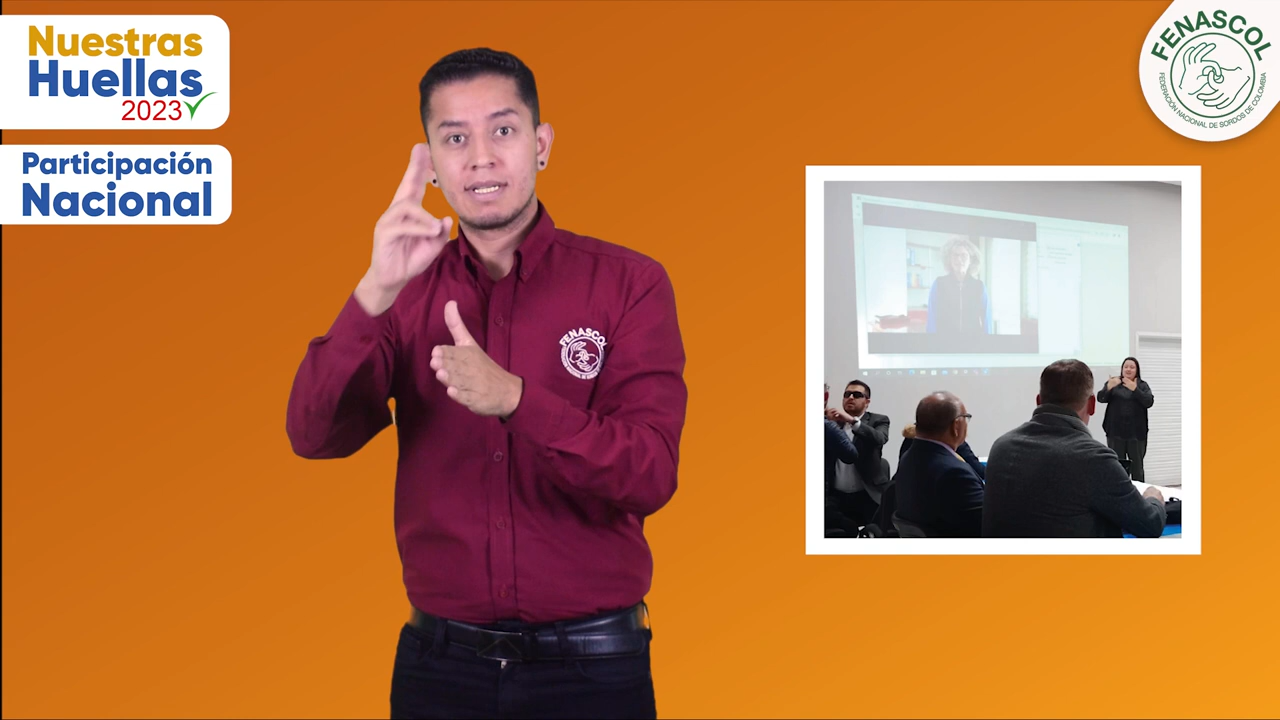 Nuestras
Huellas
2023
Participación
Nacional
FENASCOL
FEDERACIÓN NACIONAL DE SORDOS DE COLOMBIA
FENASCOL